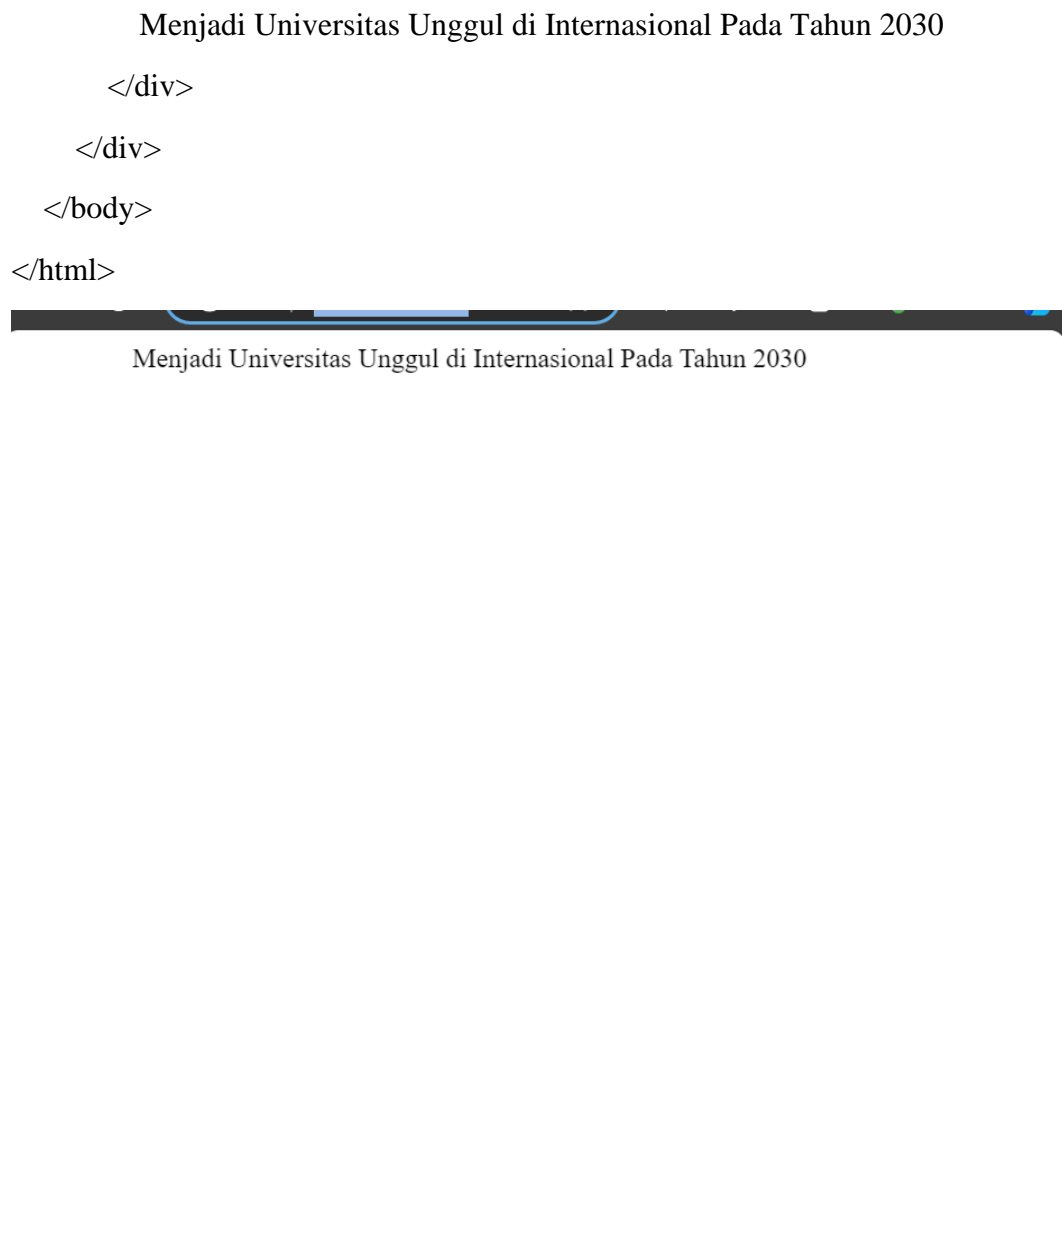 Menjadi Universitas Unggul di Internasional Pada Tahun 2030
</div>
</div>
</body>
</html>
Menjadi Universitas Unggul di Internasional Pada Tahun 2030